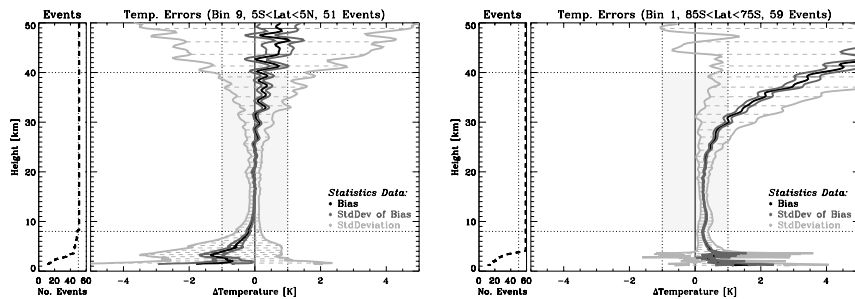 Events Temp. Errors (Bin 9, 5S<Lat<5N, 51 Events)
50
40
30
20
10
0
Height [km]
Statistics Data:
Bias
StdDev of Bias
StdDeviation
0 20 40 60
No. Events
-4 -2 0 2 4
ΔTemperature [K]
Events Temp. Errors (Bin 1, 85S<Lat<75S, 59 Events)
50
40
30
20
10
0
Height [km]
Statistics Data:
Bias
StdDev of Bias
StdDeviation
0 20 40 60
No. Events
-4 -2 0 2 4
ΔTemperature [K]